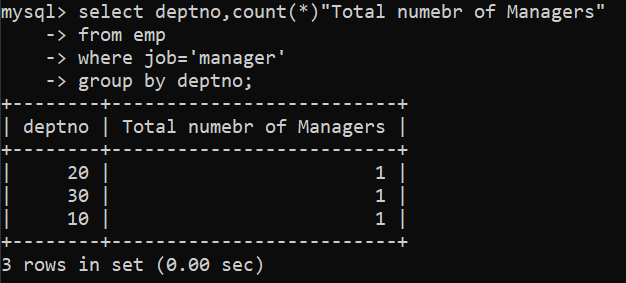 mysql> select deptno,count(*)"Total numebr of Managers"
    -> from emp
    -> where job='manager'
    -> group by deptno;
+--------+--------------------------+
| deptno | Total numebr of Managers |
+--------+--------------------------+
|     20 |                        1 |
|     30 |                        1 |
|     10 |                        1 |
+--------+--------------------------+
3 rows in set (0.00 sec)